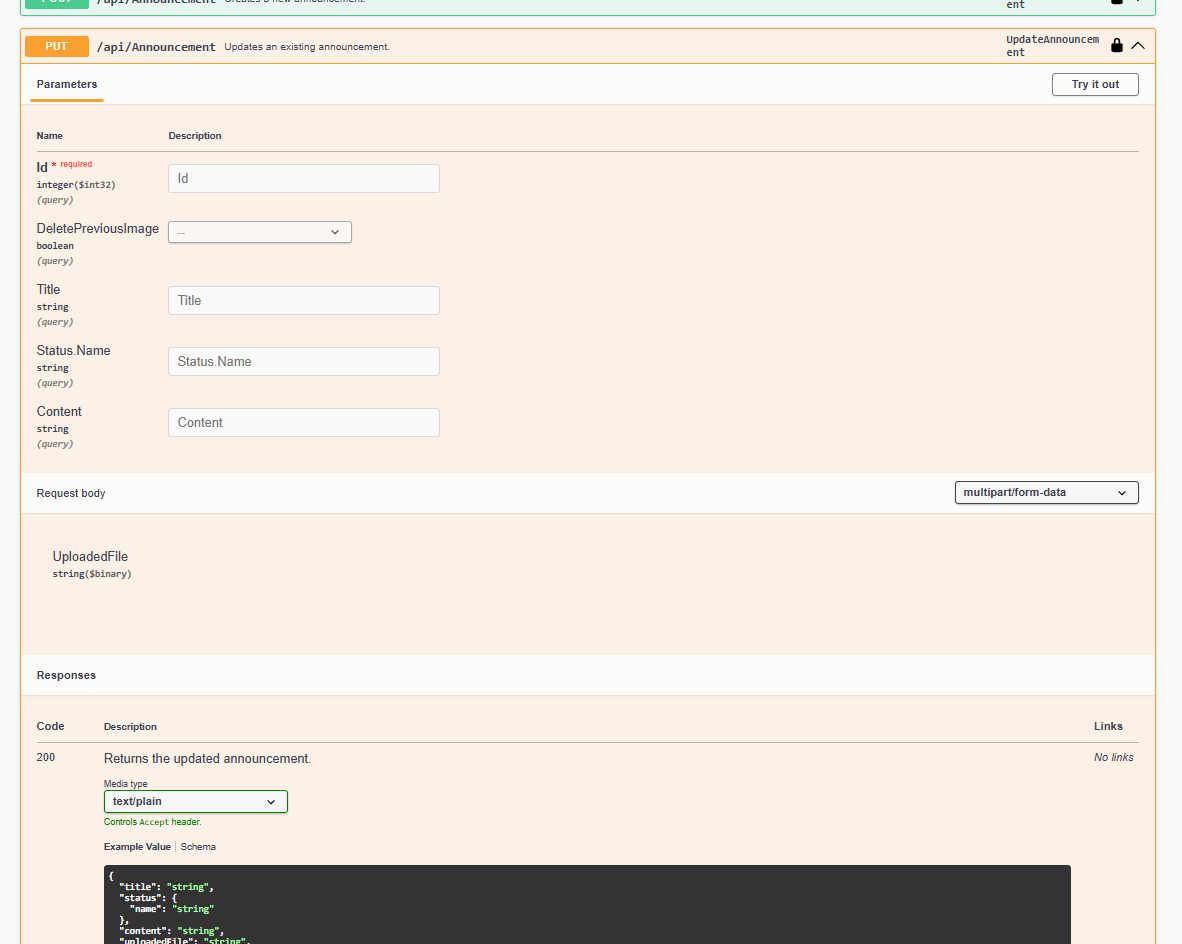 POST /api/Announcement Creates a new announcement.
ent
PUT /api/Announcement Updates an existing announcement.
UpdateAnnouncem
ent
Parameters
Try it out
Name Description
Id * required
integer($int32)
(query)
Id
DeletePreviousImage
boolean
(query)
--
Title
string
(query)
Title
Status.Name
string
(query)
Status.Name
Content
string
(query)
Content
Request body
multipart/form-data
UploadedFile
string($binary)
Responses
Code Description Links
200 Returns the updated announcement. No links
Media type
text/plain
Controls Accept header.
Example Value Schema
{
"title": "string",
"status": {
"name": "string"
},
"content": "string",
"uploadedFile": "string",